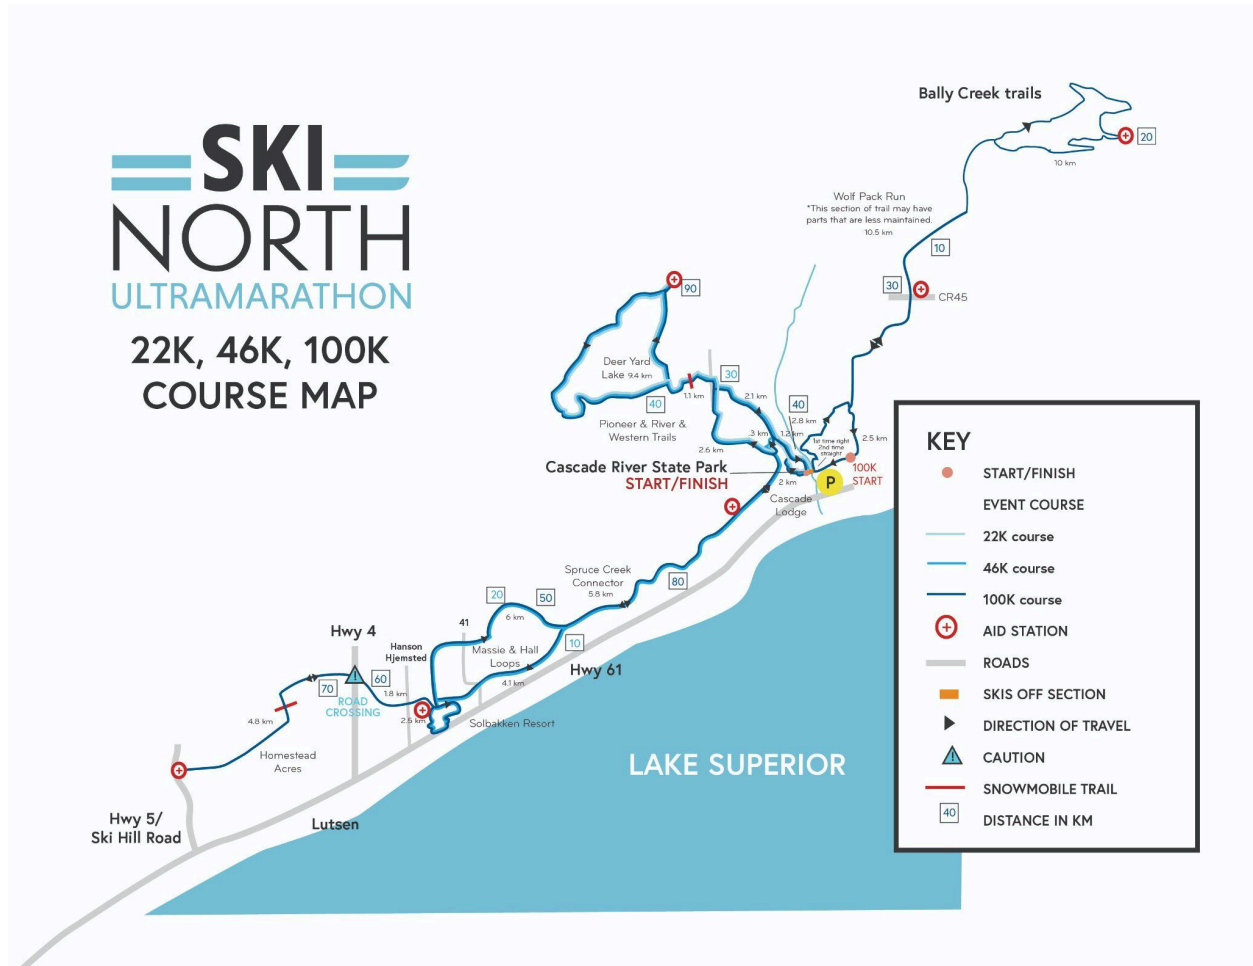 SKI
NORTH
ULTRAMARATHON
22K, 46K, 100K
COURSE MAP
Bally Creek trails
20
10 km
Wolf Pack Run
*This section of trail may have
parts that are less maintained.
10.5 km
10
30
CR45
90
Deer Yard
Lake 9.4 km
30
1.1 km
2.1 km
40
40
2.8 km
Pioneer & River &
Western Trails
.3 km
1.2 km
1st time right
2nd time
straight
2.5 km
2.6 km
Cascade River State Park
START/FINISH
100K
START
P
2 km
Cascade
Lodge
Spruce Creek
Connector
5.8 km
80
20
50
6 km
41
10
Massie & Hall
Loops
4.1 km
Hwy 61
Hwy 4
Hanson
Hjemsted
60
1.8 km
70
ROAD
CROSSING
2.5 km
Solbakken Resort
4.8 km
Homestead
Acres
Hwy 5/
Ski Hill Road
Lutsen
LAKE SUPERIOR
KEY
START/FINISH
EVENT COURSE
22K course
46K course
100K course
AID STATION
ROADS
SKIS OFF SECTION
DIRECTION OF TRAVEL
! CAUTION
SNOWMOBILE TRAIL
40 DISTANCE IN KM